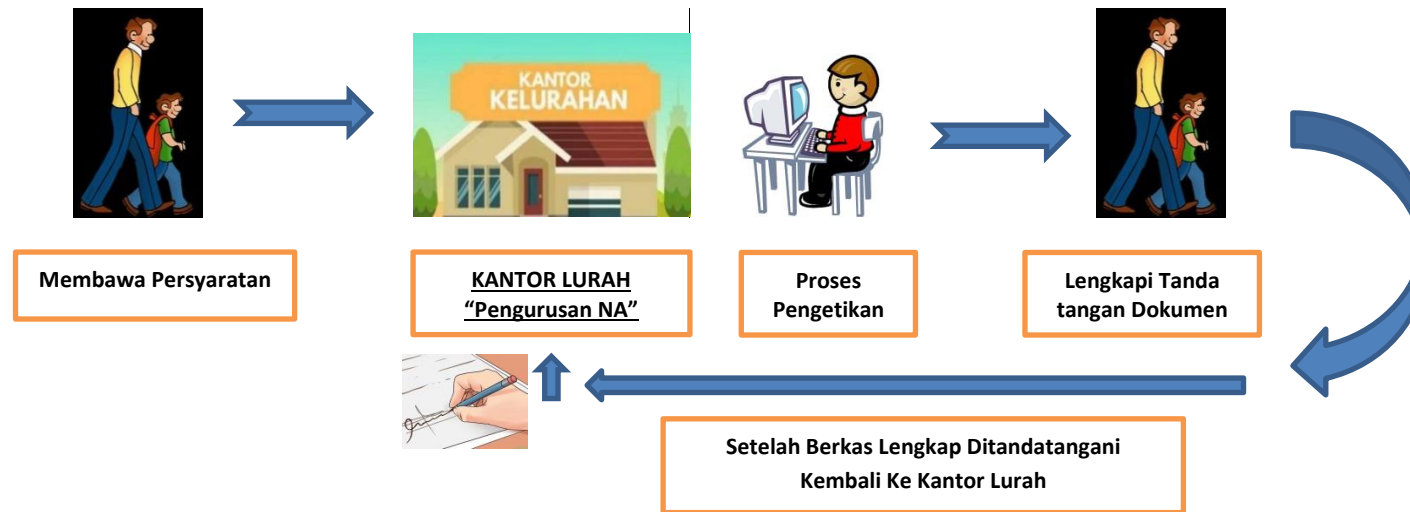 KANTOR
KELURAHAN
Membawa Persyaratan
KANTOR LURAH
“Pengurusan NA”
Proses
Pengetikan
Lengkapi Tanda
tangan Dokumen
Setelah Berkas Lengkap Ditandatangani
Kembali Ke Kantor Lurah